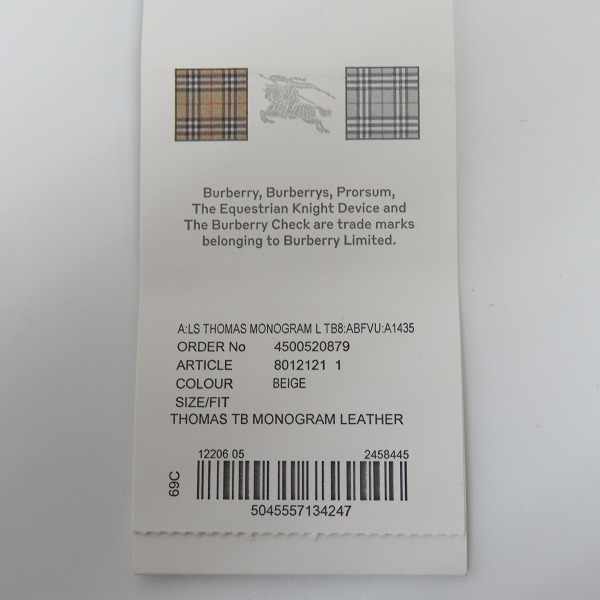 Burberry, Burberrys, Prorsum,
The Equestrian Knight Device and
The Burberry Check are trade marks
belonging to Burberry Limited.
A:LS THOMAS MONOGRAM L TB8:ABFVU:A1435
ORDER No 4500520879
ARTICLE 8012121 1
COLOUR BEIGE
SIZE/FIT
THOMAS TB MONOGRAM LEATHER
12206 05 2458445
69C
5045557134247